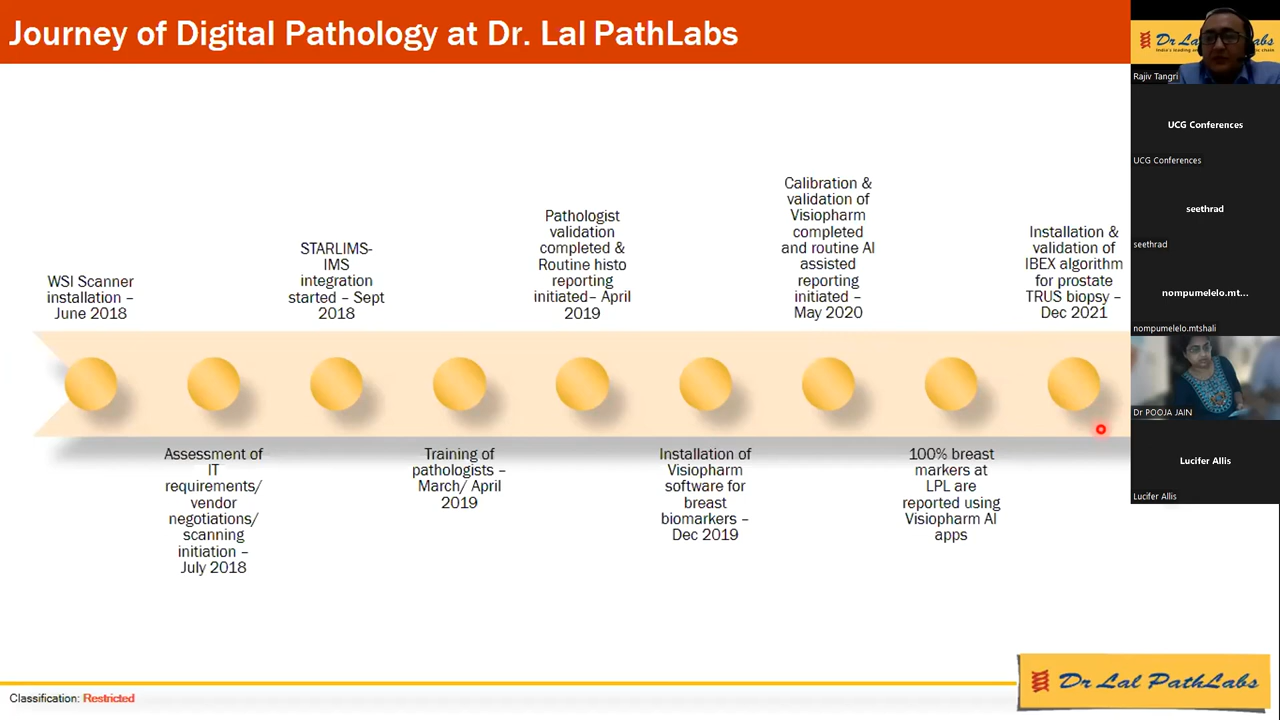 Journey of Digital Pathology at Dr. Lal PathLabs
WSI Scanner
installation –
June 2018
Assessment of
IT
requirements/
vendor
negotiations/
scanning
initiation –
July 2018
STARLIMS-
IMS
integration
started – Sept
2018
Training of
pathologists –
March/ April
2019
Pathologist
validation
completed &
Routine histo
reporting
initiated– April
2019
Installation of
Visiopharm
software for
breast
biomarkers –
Dec 2019
Calibration &
validation of
Visiopharm
completed
and routine AI
assisted
reporting
initiated –
May 2020
100% breast
markers at
LPL are
reported using
Visiopharm AI
apps
Installation &
validation of
IBEX algorithm
for prostate
TRUS biopsy –
Dec 2021
Rajiv Tangri
UCG Conferences
UCG Conferences
seethrad
seethrad
nompumelelo.mt...
nompumelelo.mtshali
Dr POOJA JAIN
Lucifer Allis
Lucifer Allis
Classification: Restricted
Dr Lal PathLabs